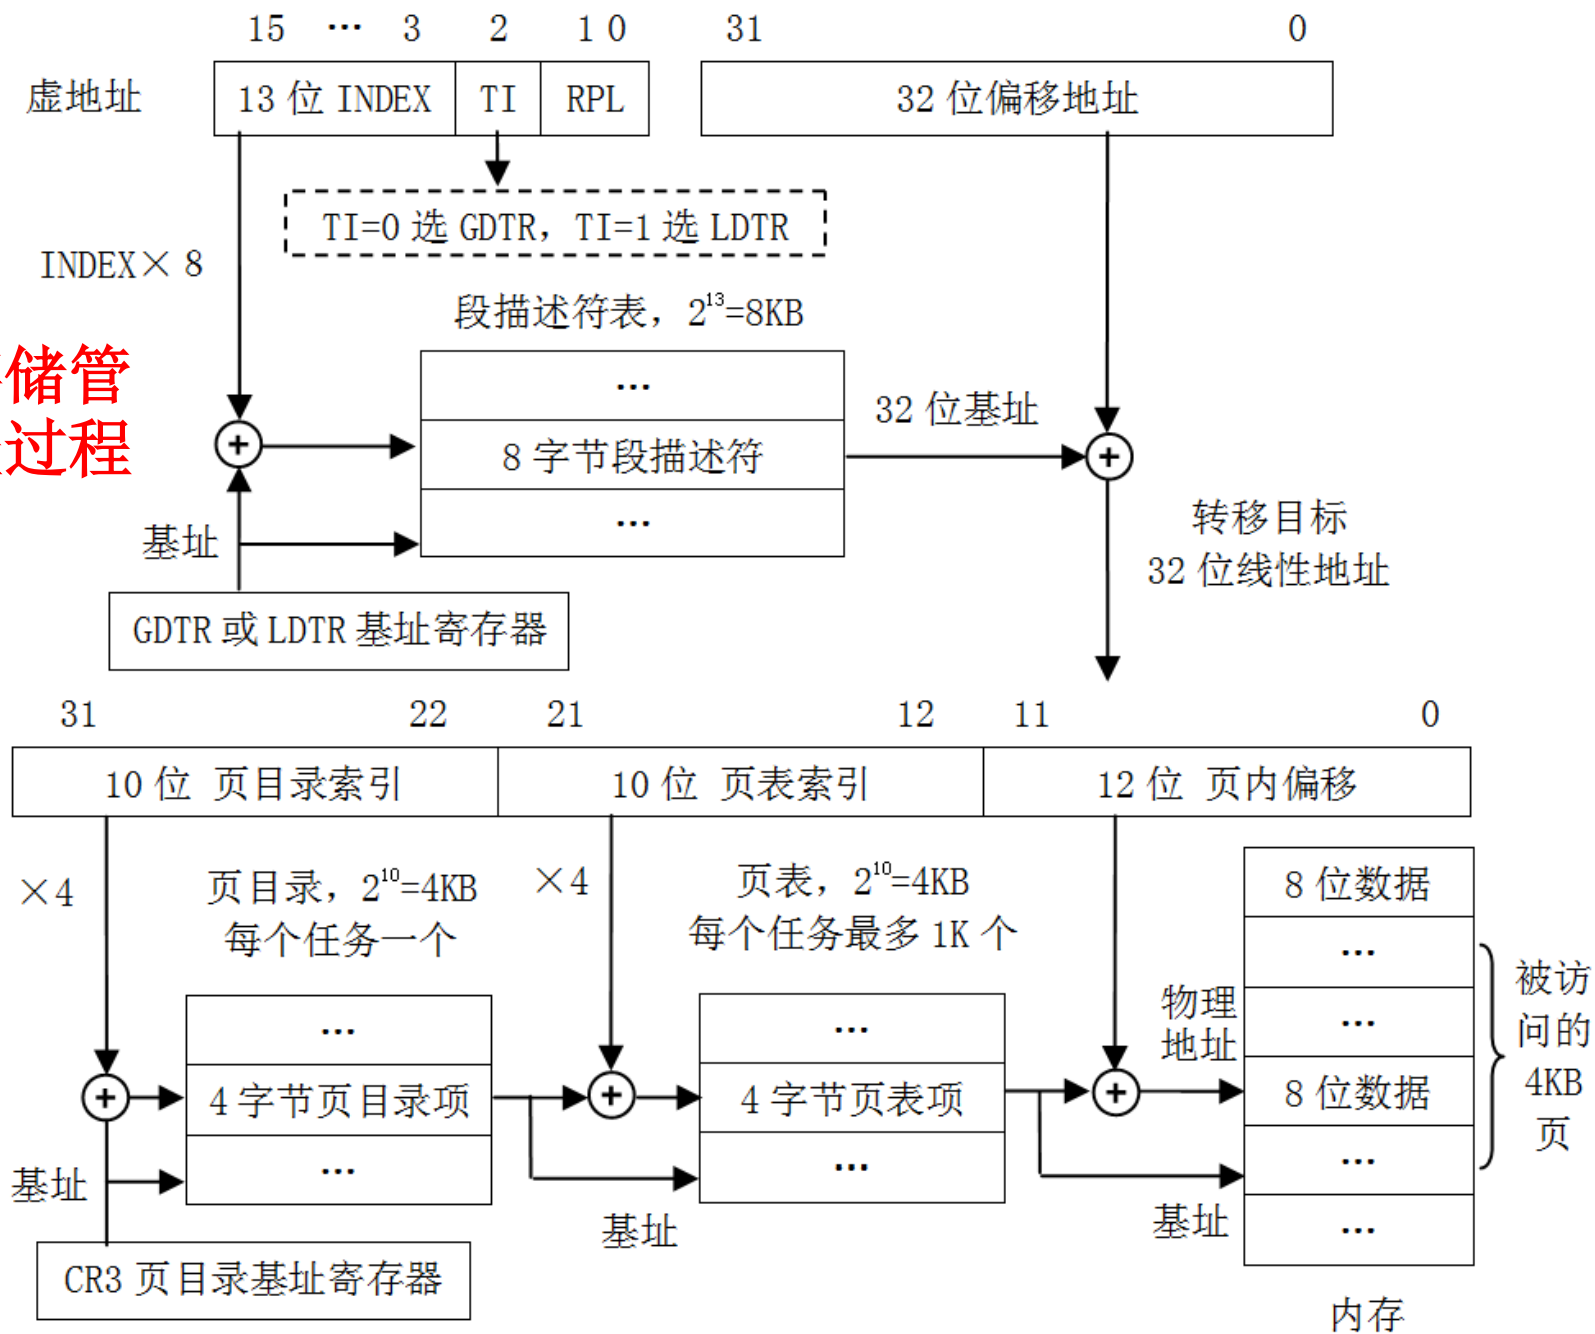 15 … 3 2 1 0 31 0
虚地址 13 位 INDEX TI RPL 32 位偏移地址
TI=0 选 GDTR, TI=1 选 LDTR
INDEX×8
段描述符表, 2¹³=8KB
储管
过程
…
8 字节段描述符
…
32 位基址
基址
GDTR 或 LDTR 基址寄存器
转移目标
32 位线性地址
31 22 21 12 11 0
10 位 页目录索引 10 位 页表索引 12 位 页内偏移
×4
页目录, 2¹⁰=4KB
每个任务一个
×4
页表, 2¹⁰=4KB
每个任务最多 1K 个
…
4 字节页目录项
…
基址
CR3 页目录基址寄存器
…
4 字节页表项
…
基址
物理
地址
基址
8 位数据
…
…
8 位数据
…
…
内存
被访
问的
4KB
页